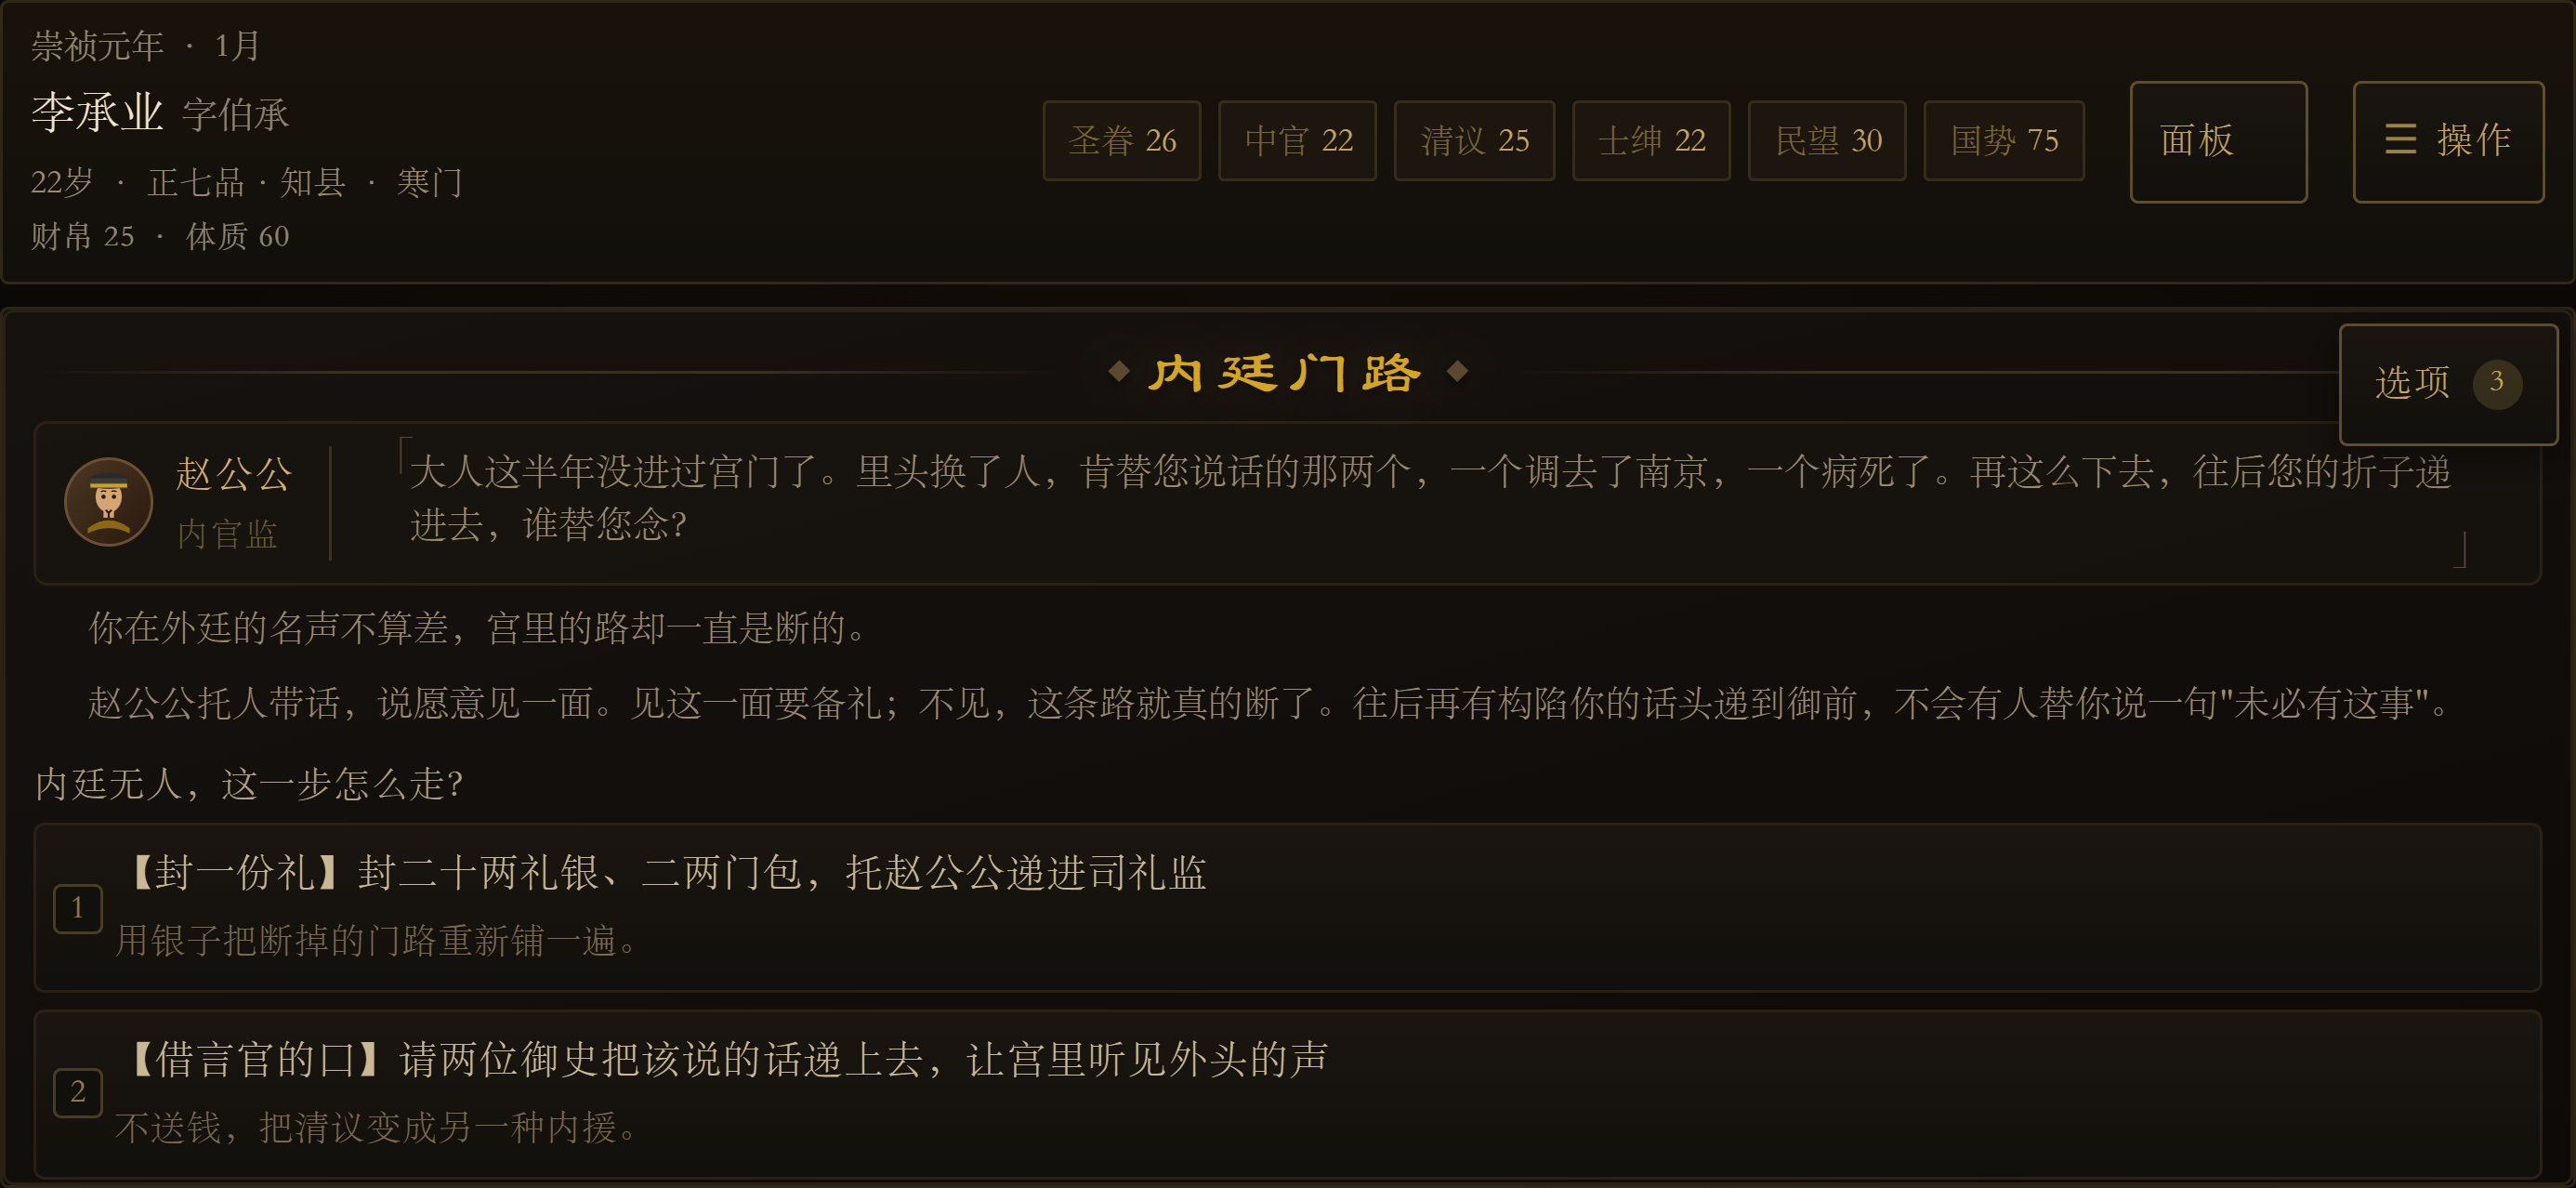 崇祯元年 · 1月
李承业 字伯承
22岁 · 正七品 · 知县 · 寒门
财帛 25 · 体质 60
圣眷 26
中官 22
清议 25
士绅 22
民望 30
国势 75
面板
☰ 操作
内廷门路
选项 3
赵公公
内官监
「大人这半年没进过宫门了。里头换了人，肯替您说话的那两个，一个调去了南京，一个病死了。再这么下去，往后您的折子递
进去，谁替您念？」
你在外廷的名声不算差，宫里的路却一直是断的。
赵公公托人带话，说愿意见一面。见这一面要备礼；不见，这条路就真的断了。往后再有构陷你的话头递到御前，不会有人替你说一句"未必有这事"。
内廷无人，这一步怎么走？
1
【封一份礼】封二十两礼银、二两门包，托赵公公递进司礼监
用银子把断掉的门路重新铺一遍。
2
【借言官的口】请两位御史把该说的话递上去，让宫里听见外头的声
不送钱，把清议变成另一种内援。